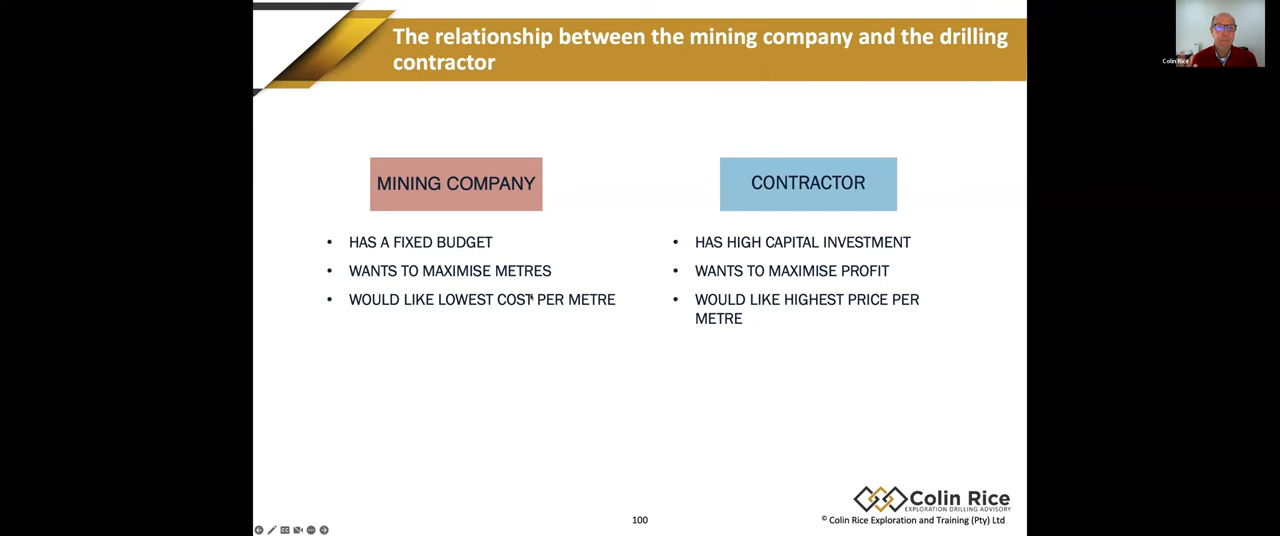 The relationship between the mining company and the drilling
contractor
Colin Rice
MINING COMPANY
CONTRACTOR
• HAS A FIXED BUDGET
• WANTS TO MAXIMISE METRES
• WOULD LIKE LOWEST COST PER METRE
• HAS HIGH CAPITAL INVESTMENT
• WANTS TO MAXIMISE PROFIT
• WOULD LIKE HIGHEST PRICE PER
METRE
Colin Rice
EXPLORATION DRILLING ADVISORY
100
© Colin Rice Exploration and Training (Pty) Ltd